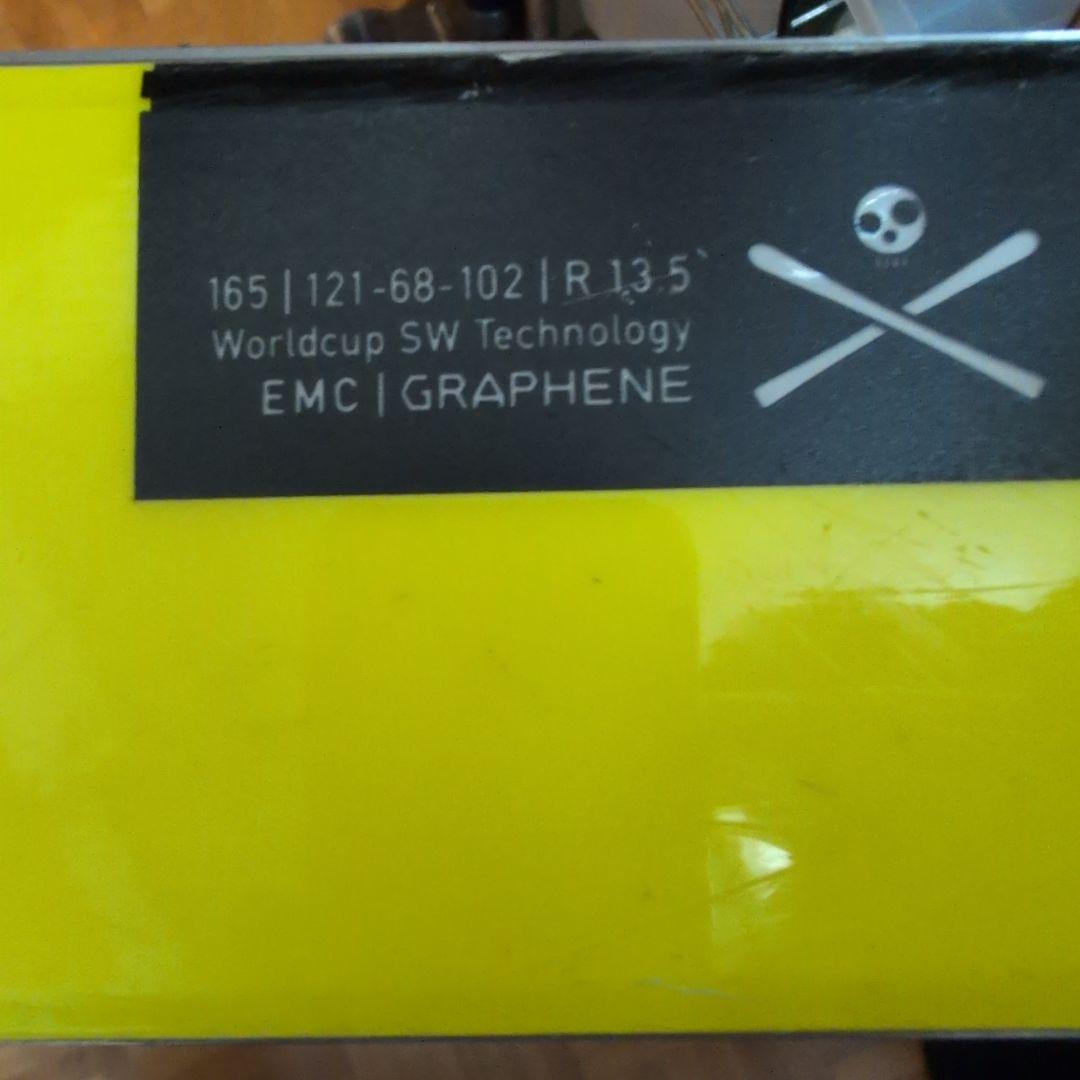 165 | 121-68-102 | R 13.5
Worldcup SW Technology
EMC | GRAPHENE